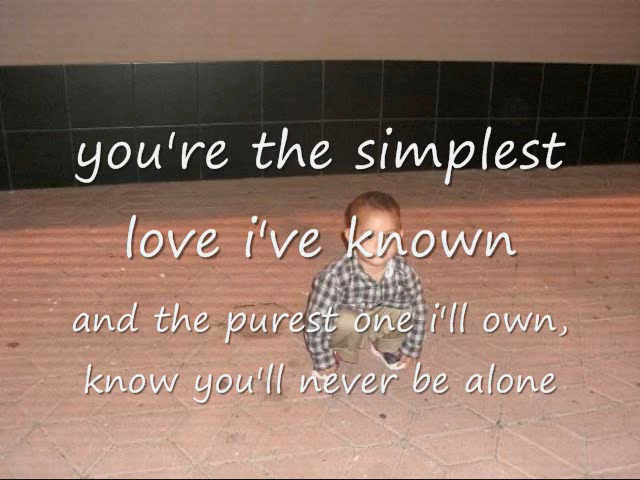 you're the simplest
love i've known
and the purest one i'll own,
know you'll never be alone